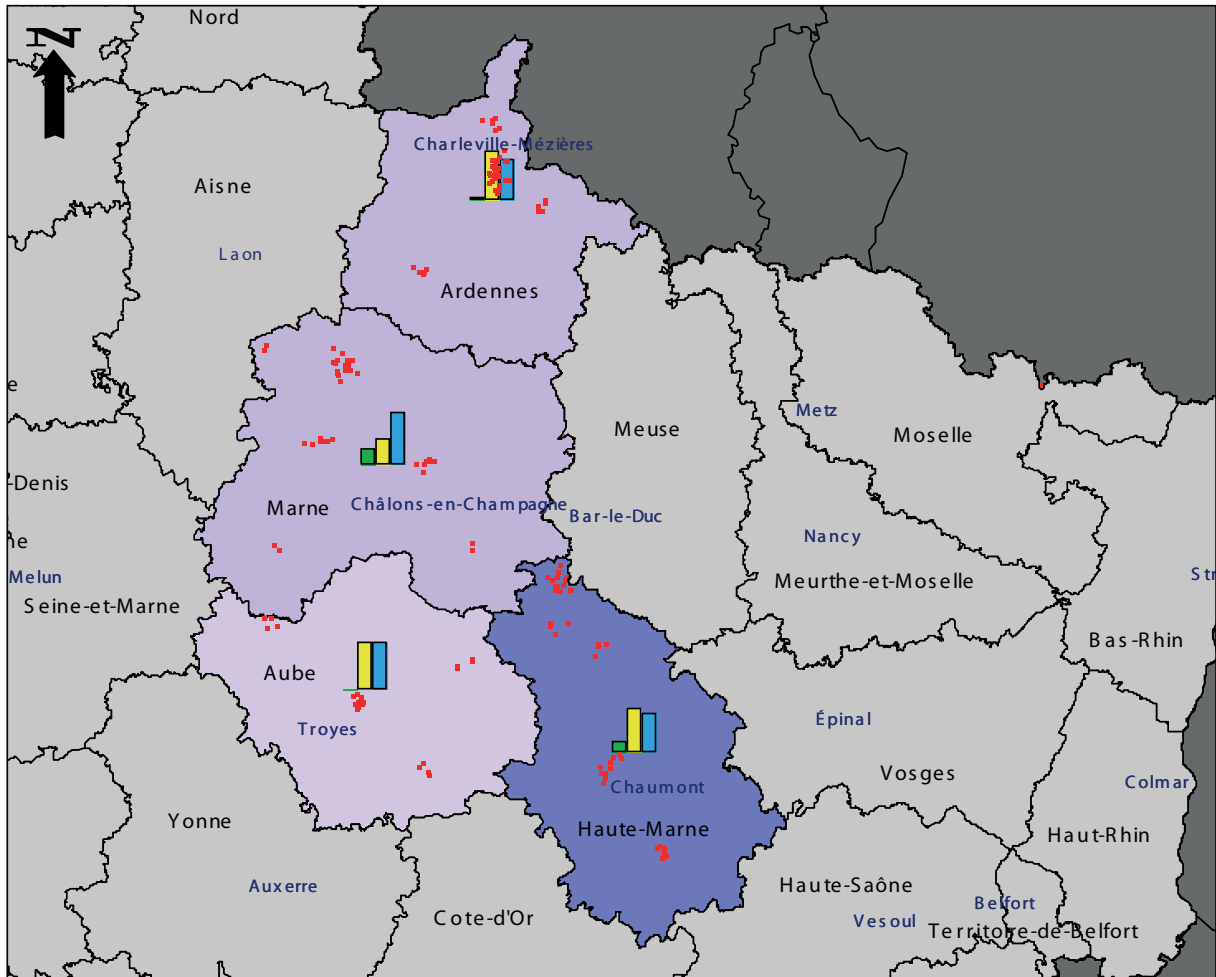 Nord
N
Charleville-Mézières
Aisne
Laon
Ardennes
e
Metz
Meuse
Moselle
-Denis
Marne
Châlons-en-Champagne
Bar-le-Duc
ne
Nancy
Melun
Meurthe-et-Moselle
Str
Seine-et-Marne
Bas-Rhin
Aube
Troyes
Épinal
Vosges
Colmar
Chaumont
Yonne
Haute-Marne
Haut-Rhin
Auxerre
Haute-Saône
Belfort
Cote-d'Or
Vesoul
Territoire-de-Belfort